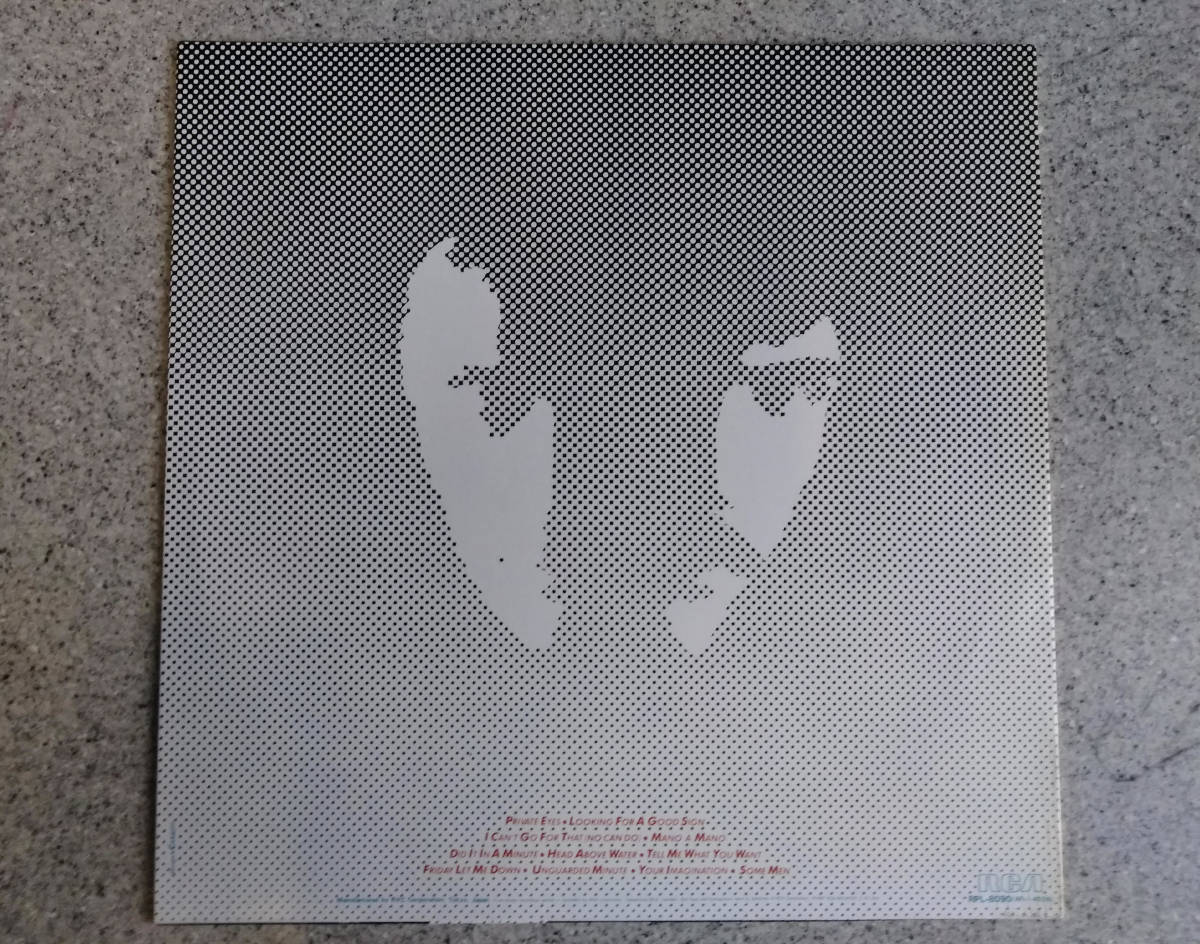 PRIVATE EYES • LOOKING FOR A GOOD SIGN
I CAN'T GO FOR THAT (NO CAN DO) • MANO A MANO
DID IT IN A MINUTE • HEAD ABOVE WATER • TELL ME WHAT YOU WANT
FRIDAY LET ME DOWN • UNGUARDED MINUTE • YOUR IMAGINATION • SOME MEN
RCA
RPL-8090